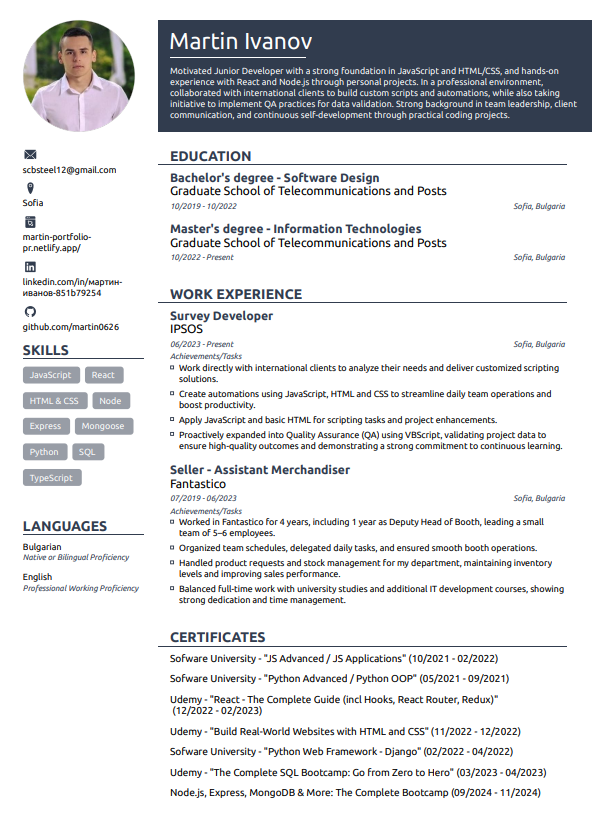 Martin Ivanov
Motivated Junior Developer with a strong foundation in JavaScript and HTML/CSS, and hands-on
experience with React and Node.js through personal projects. In a professional environment,
collaborated with international clients to build custom scripts and automations, while also taking
initiative to implement QA practices for data validation. Strong background in team leadership, client
communication, and continuous self-development through practical coding projects.
scbsteel12@gmail.com
Sofia
martin-portfolio-
pr.netlify.app/
linkedin.com/in/мартин-
иванов-851b79254
github.com/martin0626
SKILLS
JavaScript React
HTML & CSS Node
Express Mongoose
Python SQL
TypeScript
LANGUAGES
Bulgarian
Native or Bilingual Proficiency
English
Professional Working Proficiency
EDUCATION
Bachelor's degree - Software Design
Graduate School of Telecommunications and Posts
10/2019 - 10/2022 Sofia, Bulgaria
Master's degree - Information Technologies
Graduate School of Telecommunications and Posts
10/2022 - Present Sofia, Bulgaria
WORK EXPERIENCE
Survey Developer
IPSOS
06/2023 - Present Sofia, Bulgaria
Achievements/Tasks
Work directly with international clients to analyze their needs and deliver customized scripting
solutions.
Create automations using JavaScript, HTML and CSS to streamline daily team operations and
boost productivity.
Apply JavaScript and basic HTML for scripting tasks and project enhancements.
Proactively expanded into Quality Assurance (QA) using VBScript, validating project data to
ensure high-quality outcomes and demonstrating a strong commitment to continuous learning.
Seller - Assistant Merchandiser
Fantastico
07/2019 - 06/2023 Sofia, Bulgaria
Achievements/Tasks
Worked in Fantastico for 4 years, including 1 year as Deputy Head of Booth, leading a small
team of 5–6 employees.
Organized team schedules, delegated daily tasks, and ensured smooth booth operations.
Handled product requests and stock management for my department, maintaining inventory
levels and improving sales performance.
Balanced full-time work with university studies and additional IT development courses, showing
strong dedication and time management.
CERTIFICATES
Sofware University - "JS Advanced / JS Applications" (10/2021 - 02/2022)
Sofware University - "Python Advanced / Python OOP" (05/2021 - 09/2021)
Udemy - "React - The Complete Guide (incl Hooks, React Router, Redux)"
(12/2022 - 02/2023)
Udemy - "Build Real-World Websites with HTML and CSS" (11/2022 - 12/2022)
Sofware University - "Python Web Framework - Django" (02/2022 - 04/2022)
Udemy - "The Complete SQL Bootcamp: Go from Zero to Hero" (03/2023 - 04/2023)
Node.js, Express, MongoDB & More: The Complete Bootcamp (09/2024 - 11/2024)